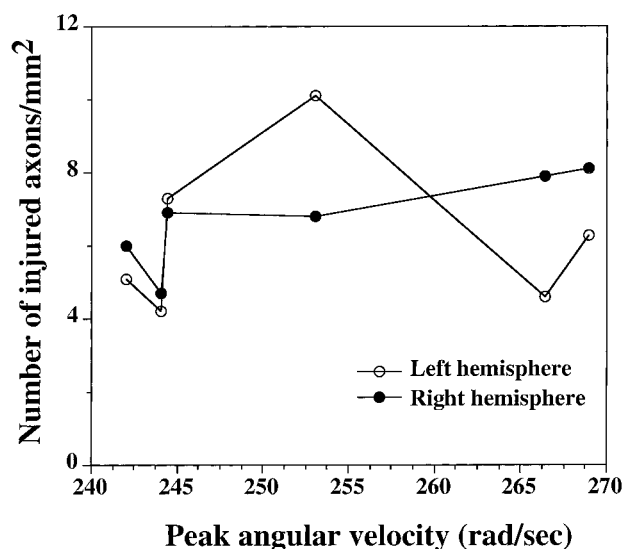 12
8
4
0
Number of injured axons/mm²
Left hemisphere
Right hemisphere
240 245 250 255 260 265 270
Peak angular velocity (rad/sec)